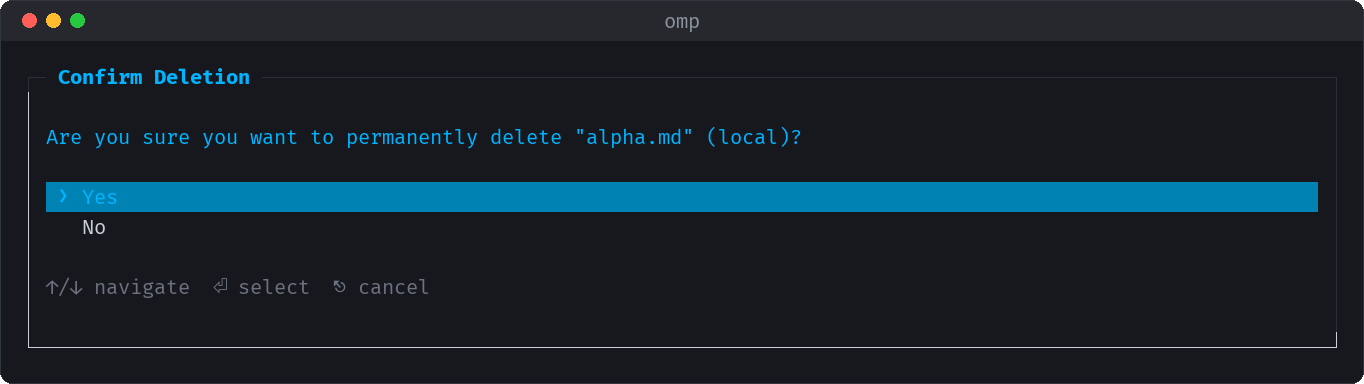 omp
Confirm Deletion
Are you sure you want to permanently delete "alpha.md" (local)?
❯ Yes
No
↑/↓ navigate ⏎ select ⎋ cancel